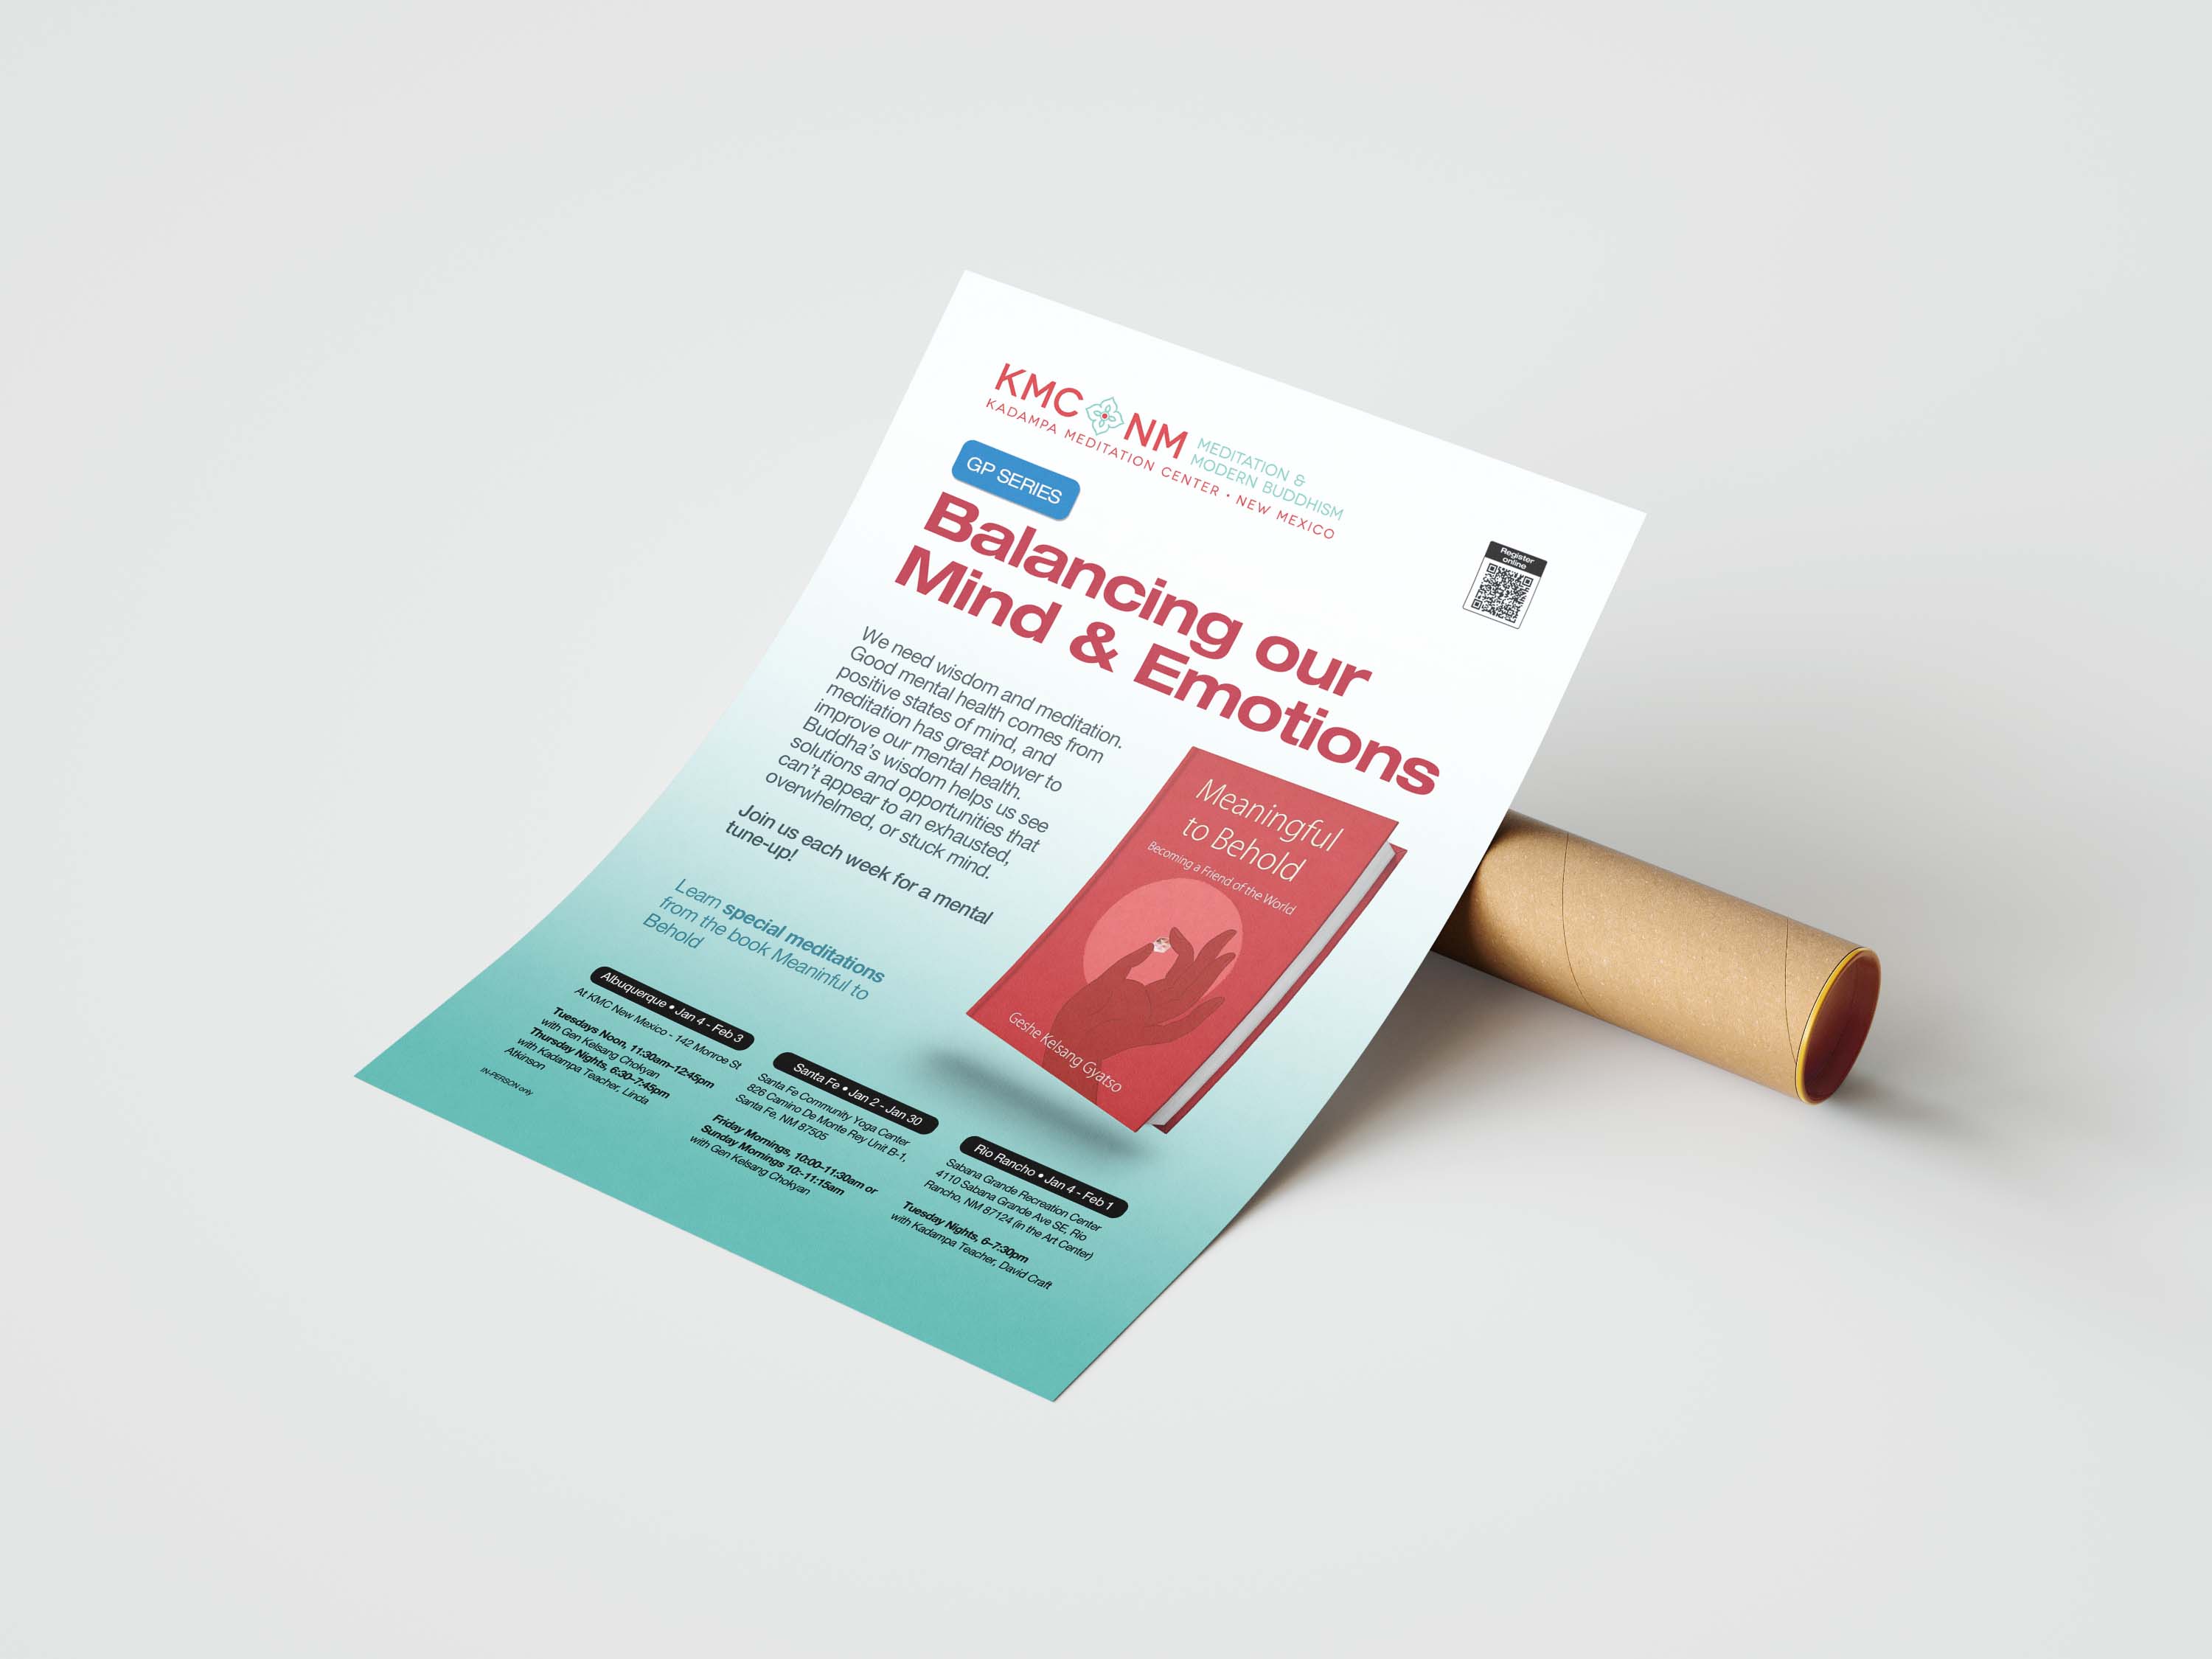 KMC NM
MEDITATION &
MODERN BUDDHISM
KADAMPA MEDITATION CENTER • NEW MEXICO
GP SERIES
Register
online
Balancing our
Mind & Emotions
We need wisdom and meditation.
Good mental health comes from
positive states of mind, and
meditation has great power to
improve our mental health.
Buddha's wisdom helps us see
solutions and opportunities that
can't appear to an exhausted,
overwhelmed, or stuck mind.
Join us each week for a mental
tune-up!
Learn special meditations
from the book Meaninful to
Behold
Meaningful
to Behold
Becoming a Friend of the World
Geshe Kelsang Gyatso
Albuquerque • Jan 4 - Feb 3
At KMC New Mexico - 142 Monroe St
Tuesdays Noon, 11:30am–12:45pm
with Gen Kelsang Chokyan
Thursday Nights, 6:30-7:45pm
with Kadampa Teacher, Linda
Atkinson
IN-PERSON only
Santa Fe • Jan 2 - Jan 30
Santa Fe Community Yoga Center
826 Camino De Monte Rey Unit B-1,
Santa Fe, NM 87505
Friday Mornings, 10:00-11:30am or
Sunday Mornings 10:-11:15am
with Gen Kelsang Chokyan
Rio Rancho • Jan 4 - Feb 1
Sabana Grande Recreation Center
4110 Sabana Grande Ave SE, Rio
Rancho, NM 87124 (in the Art Center)
Tuesday Nights, 6–7:30pm
with Kadampa Teacher, David Craft